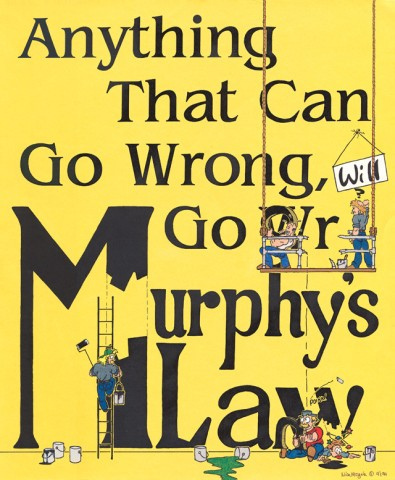 Anything
That Can
Go Wrong,
Will
Go Wr
Murphy's
Law